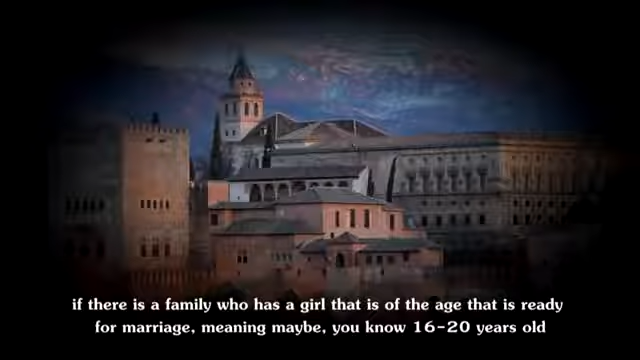 if there is a family who has a girl that is of the age that is ready
for marriage, meaning maybe, you know 16-20 years old